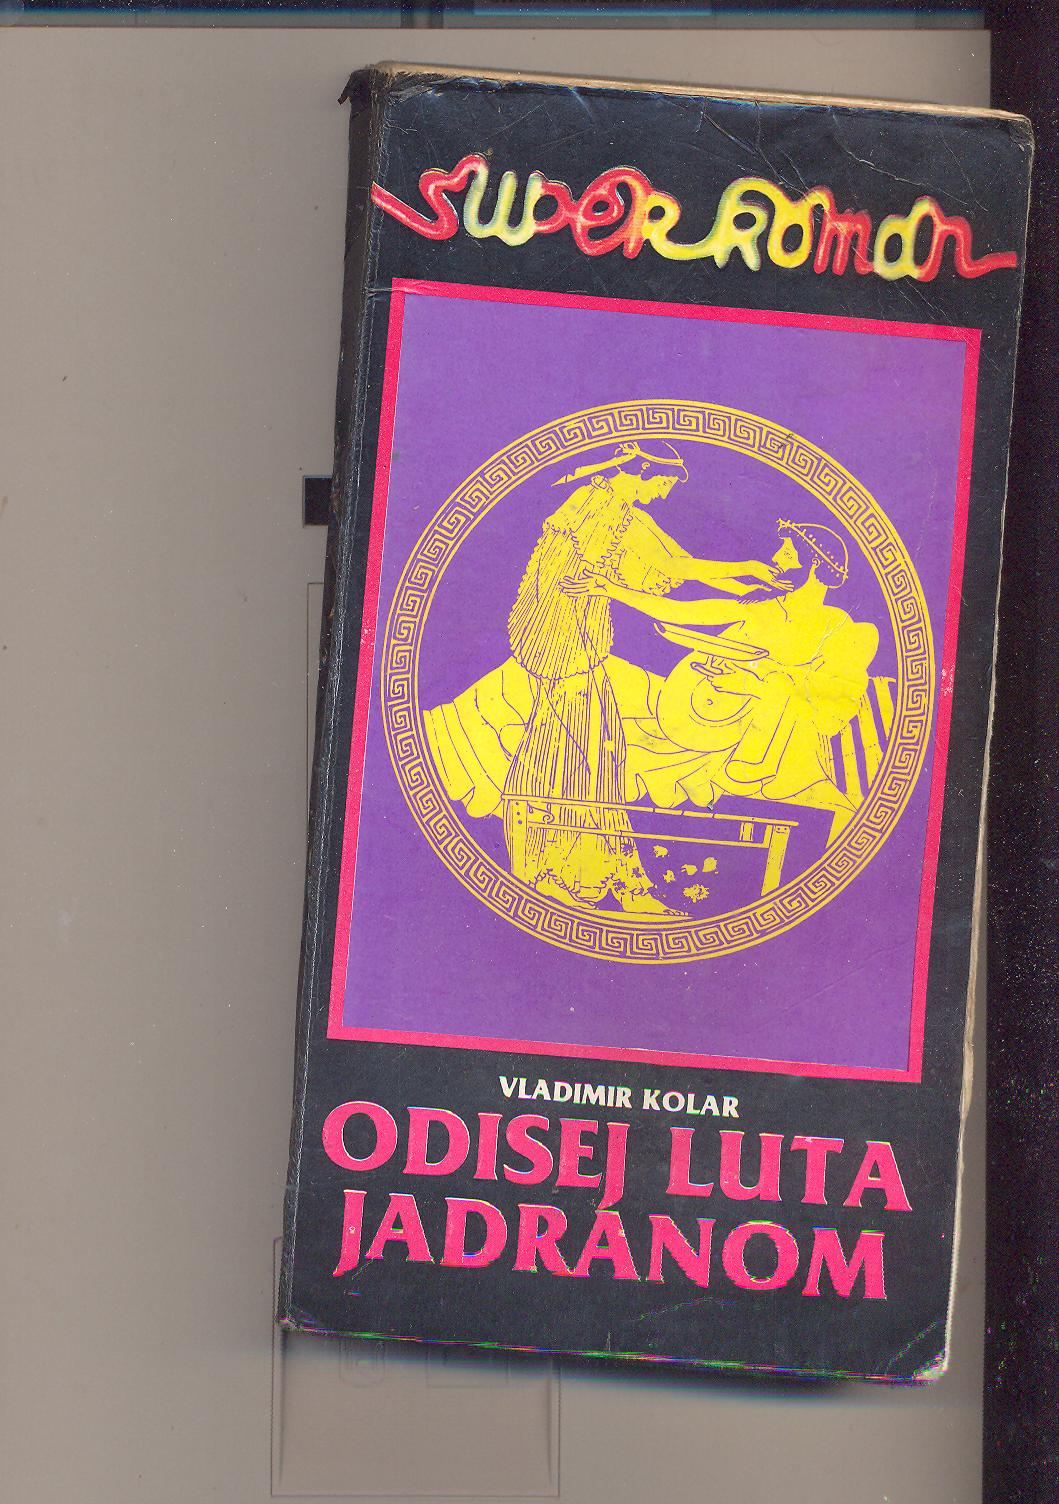 super roman
VLADIMIR KOLAR
ODISEJ LUTA
JADRANOM